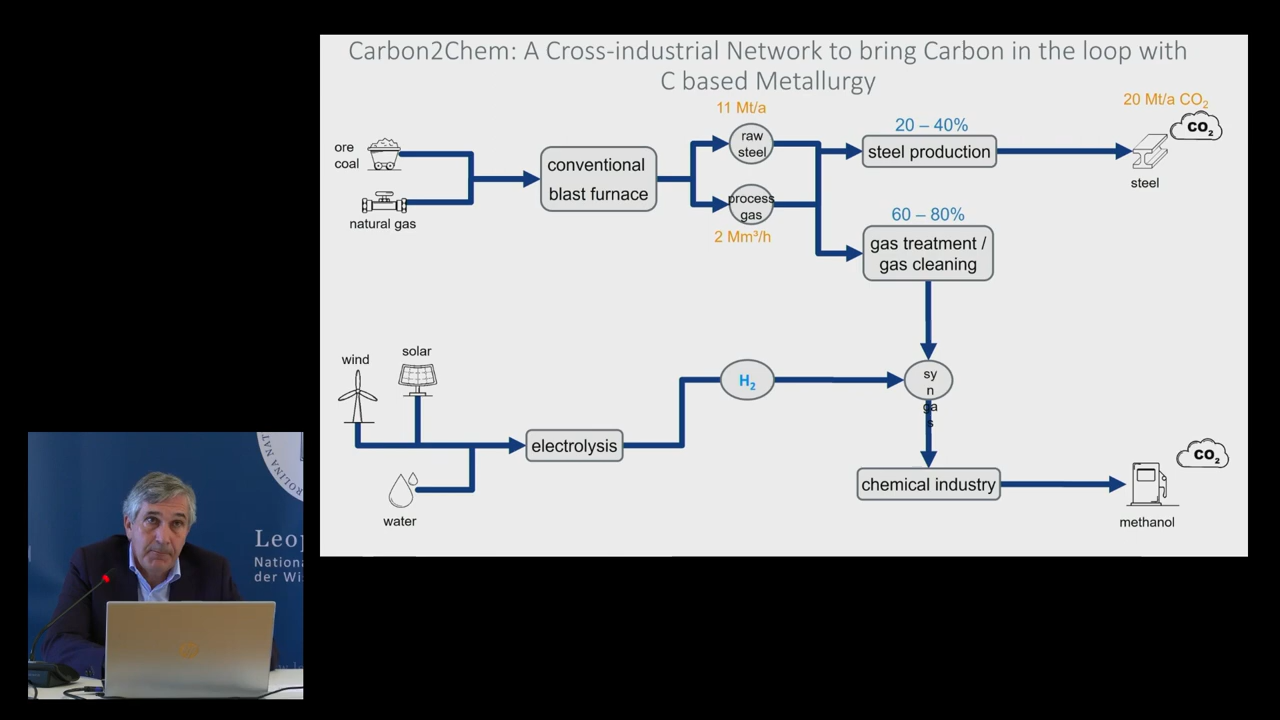 Carbon2Chem: A Cross-industrial Network to bring Carbon in the loop with
C based Metallurgy
11 Mt/a
20 Mt/a CO₂
CO₂
20 – 40%
ore
coal
raw
steel
steel production
conventional
blast furnace
steel
process
gas
natural gas
2 Mm³/h
60 – 80%
gas treatment /
gas cleaning
wind
solar
H₂
sy
n
ga
s
electrolysis
CO₂
chemical industry
water
methanol
OLINA NAT
Leop
Nationa
der Wi